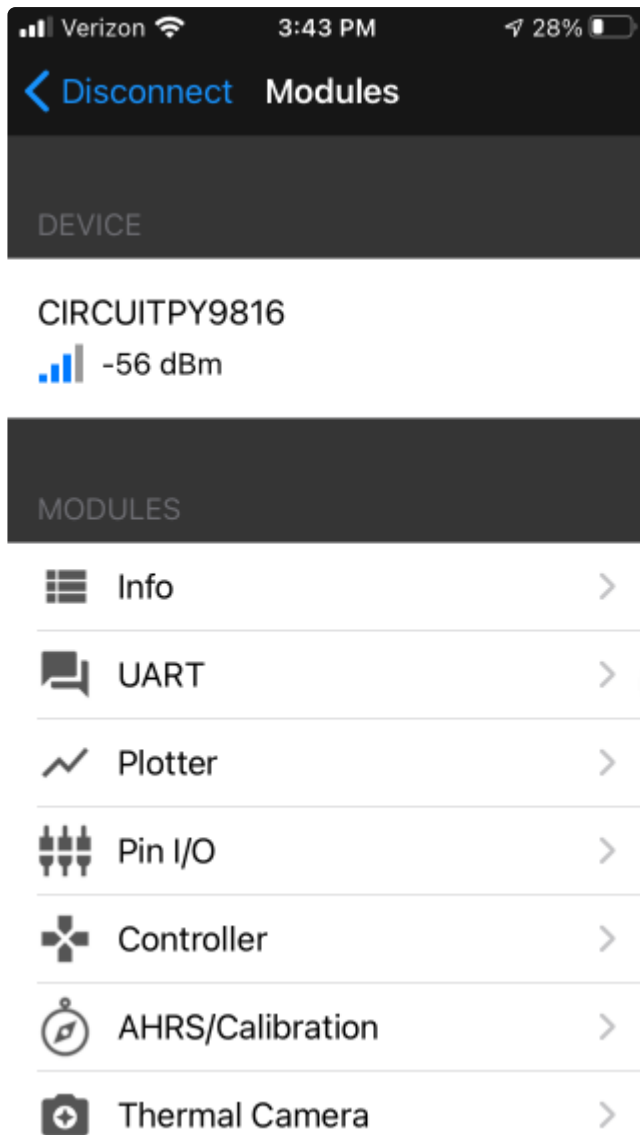 Verizon 3:43 PM 28%
Disconnect Modules
DEVICE
CIRCUITPY9816
-56 dBm
MODULES
Info
UART
Plotter
Pin I/O
Controller
AHRS/Calibration
Thermal Camera